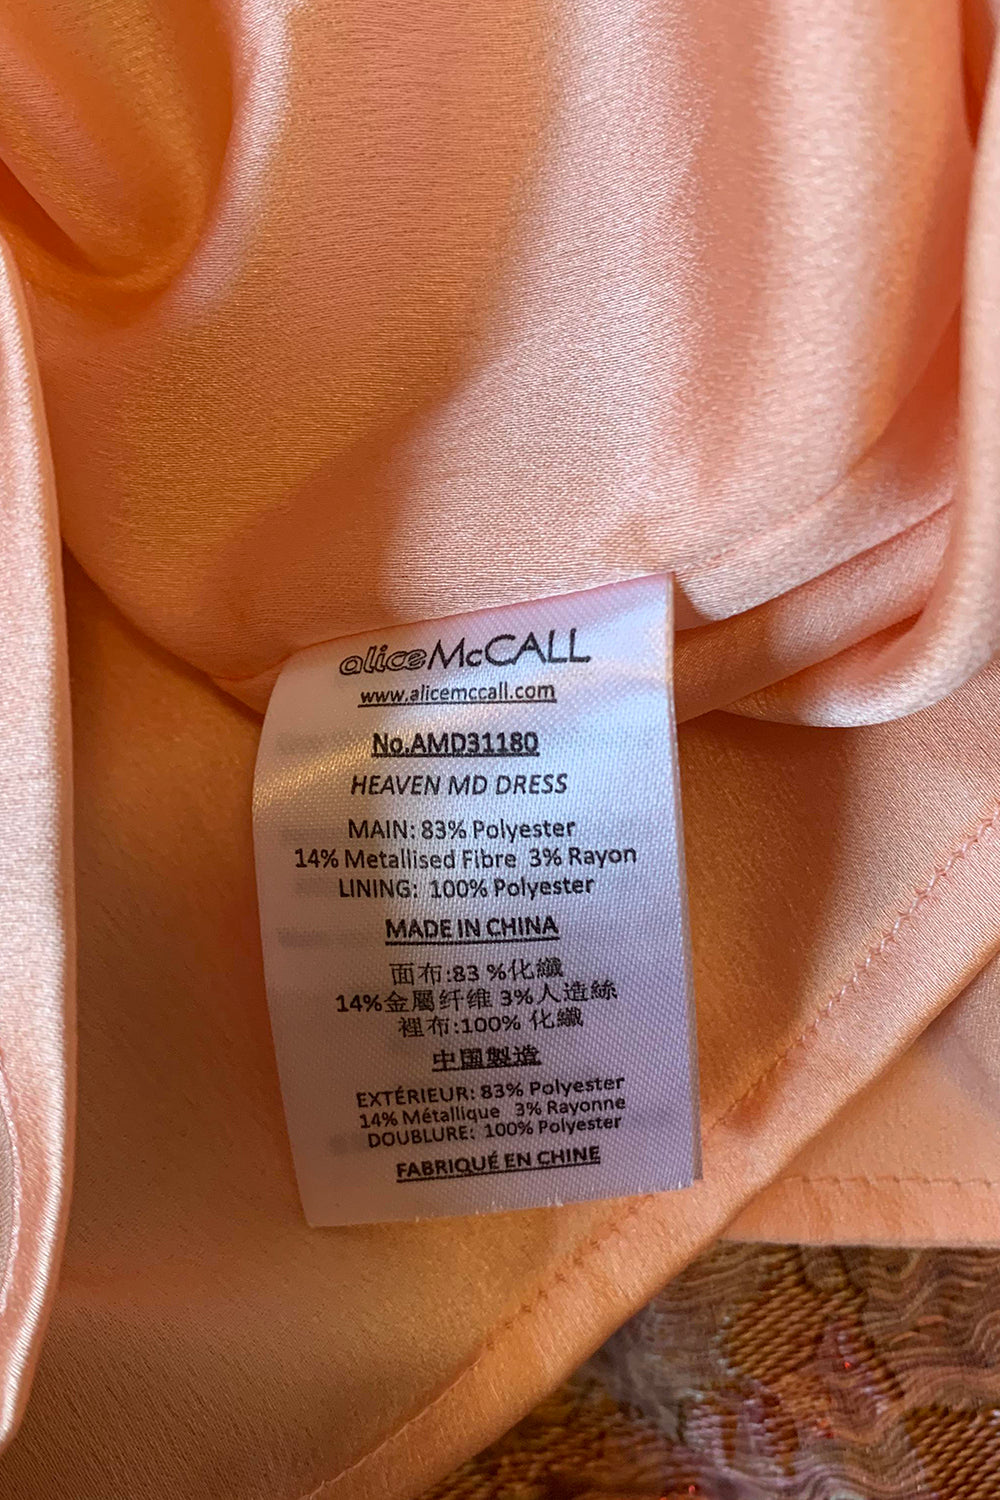 alice McCALL
www.alicemccall.com
No.AMD31180
HEAVEN MD DRESS
MAIN: 83% Polyester
14% Metallised Fibre 3% Rayon
LINING: 100% Polyester
MADE IN CHINA
面布:83 %化纖
14%金屬纤维 3%人造絲
裡布:100% 化纖
中国製造
EXTÉRIEUR: 83% Polyester
14% Métallique 3% Rayonne
DOUBLURE: 100% Polyester
FABRIQUÉ EN CHINE